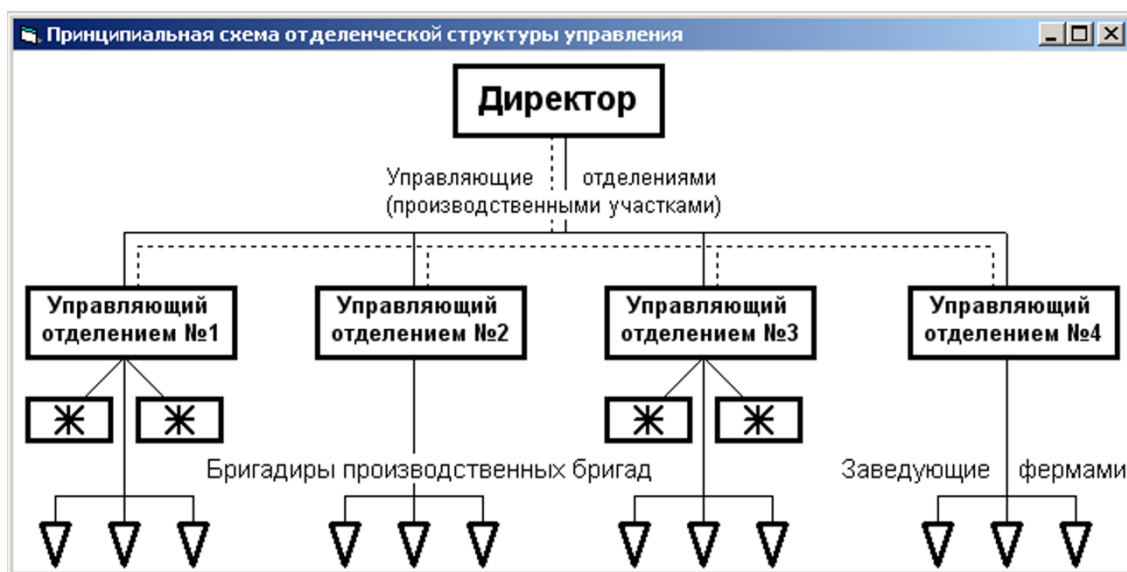 Принципиальная схема отделенческой структуры управления
Директор
Управляющие отделениями
(производственными участками)
Управляющий
отделением №1
Управляющий
отделением №2
Управляющий
отделением №3
Управляющий
отделением №4
Бригадиры производственных бригад
Заведующие фермами